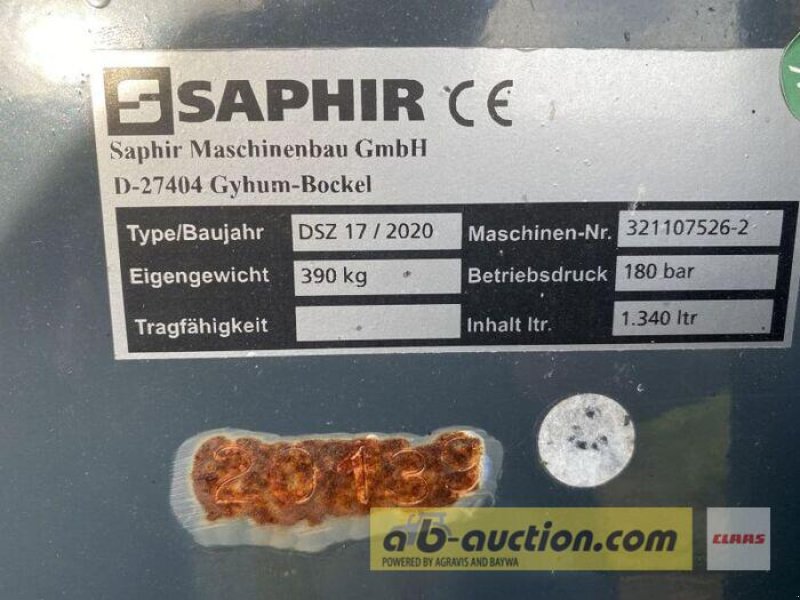 SAPHIR CE
Saphir Maschinenbau GmbH
D-27404 Gyhum-Bockel
Type/Baujahr DSZ 17 / 2020 Maschinen-Nr. 321107526-2
Eigengewicht 390 kg Betriebsdruck 180 bar
Tragfähigkeit Inhalt ltr. 1.340 ltr
20139
ab-auction.com
POWERED BY AGRAVIS AND BAYWA
CLAAS